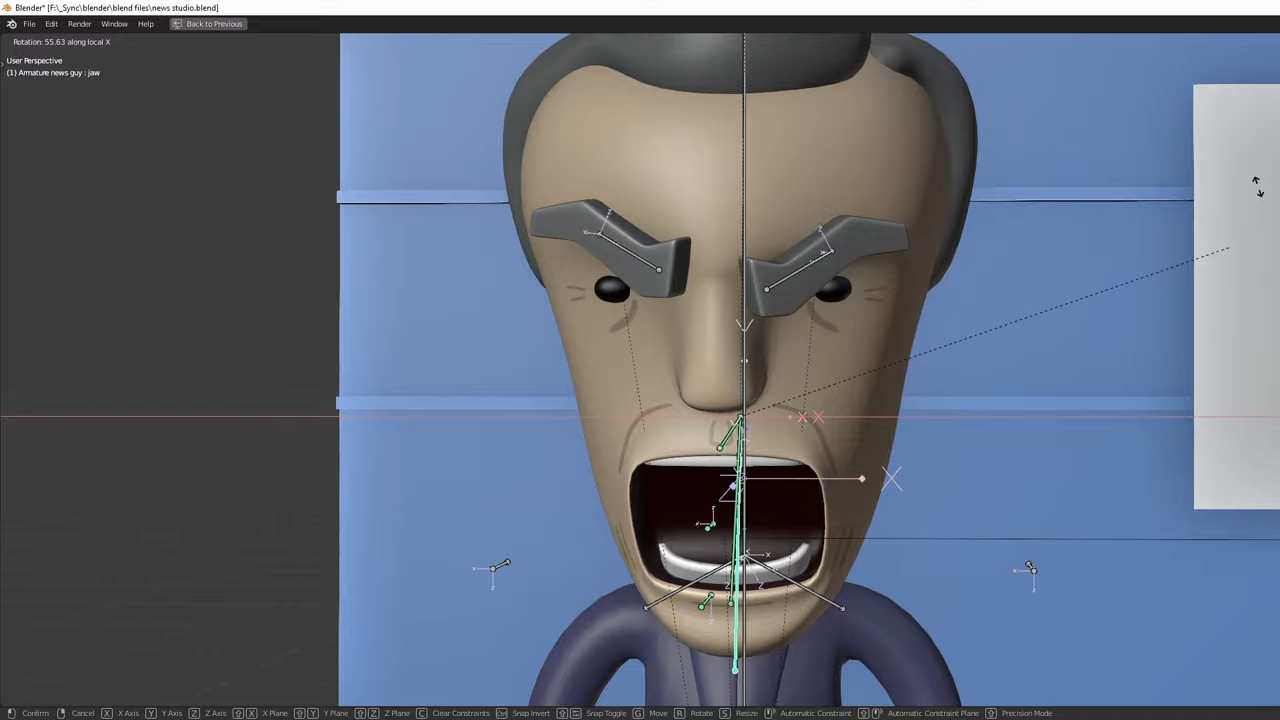 Blender* [F:\_Sync\blender\blend files\news studio.blend]
File Edit Render Window Help Back to Previous
Rotation: 55.63 along local X
User Perspective
(1) Armature news guy : jaw
Confirm Cancel X X Axis Y Y Axis Z Z Axis X X Plane Y Y Plane Z Z Plane C Clear Constraints Ctrl Snap Invert Snap Toggle G Move R Rotate S Resize Automatic Constraint Automatic Constraint Plane Precision Mode